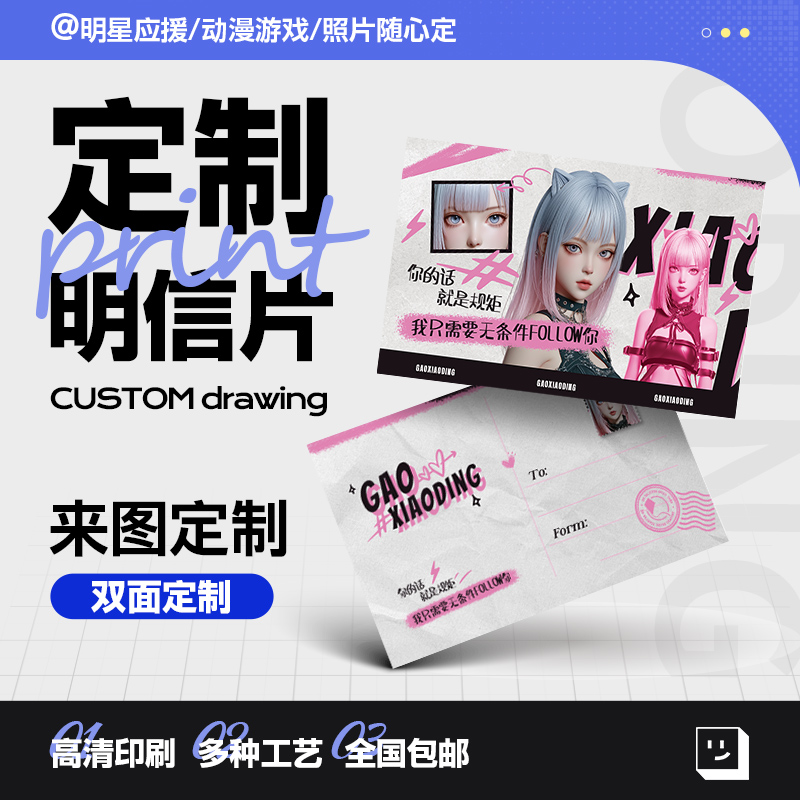 @明星应援/动漫游戏/照片随心定
定制
print
明信片
CUSTOM drawing
来图定制
双面定制
XIAO
你的话
就是规矩
我只需要无条件FOLLOW你
GAOXIAODING
GAOXIAODING
GAOXIAODING
GAO
#XIAODING
To:
Form:
你的话
就是规矩
我只需要无条件FOLLOW你
01
高清印刷
02
多种工艺
03
全国包邮